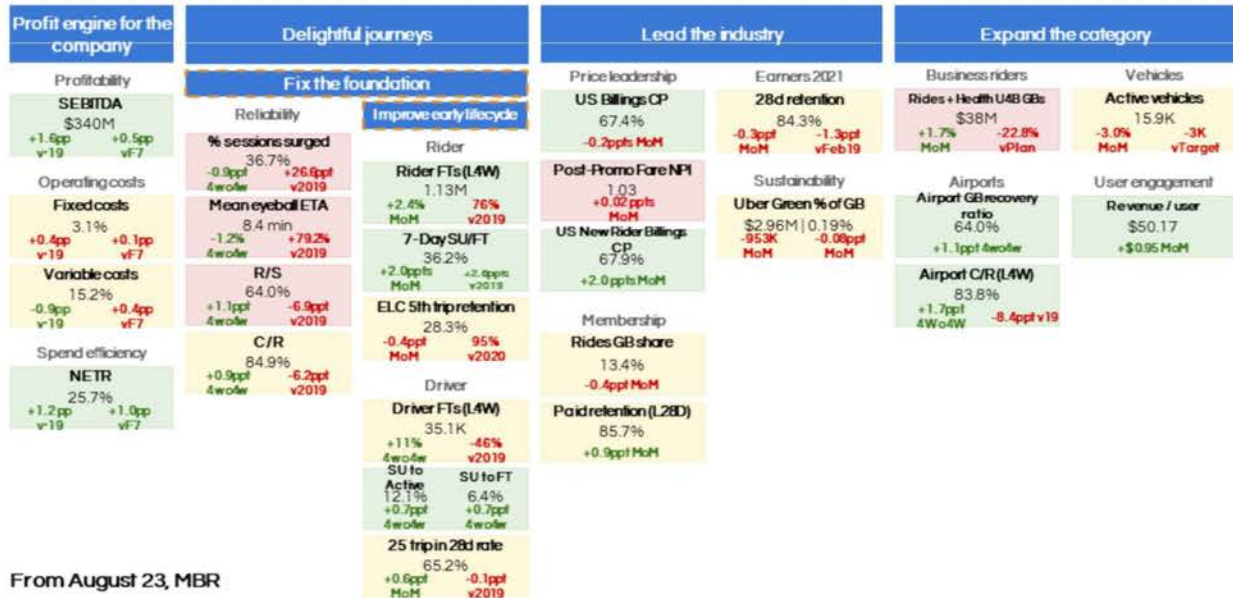 Profit engine for the
company
Delightful journeys
Lead the industry
Expand the category
Profitability
SEBITDA
$340M
+1.6pp +0.5pp
v'19 vF7
Operating costs
Fixed costs
3.1%
+0.4pp +0.1pp
v'19 vF7
Variable costs
15.2%
-0.9pp +0.4pp
v'19 vF7
Spend efficiency
NETR
25.7%
+1.2pp +1.0pp
v'19 vF7
Fix the foundation
Reliability
% sessions surged
36.7%
-0.9ppt +26.6ppt
4wo4w v2019
Mean eyeball ETA
8.4 min
-1.2% +79.2%
4wo4w v2019
R/S
64.0%
+1.1ppt -6.9ppt
4wo4w v2019
C/R
84.9%
+0.9ppt -6.2ppt
4wo4w v2019
Improve early lifecycle
Rider
Rider FTs (L4W)
1.13M
+2.4% 76%
MoM v2019
7-Day SU/FT
36.2%
+2.0ppts +2.6ppts
MoM v2019
ELC 5th trip retention
28.3%
-0.4ppt 95%
MoM v2020
Driver
Driver FTs (L4W)
35.1K
+11% -46%
4wo4w v2019
SU to
Active SU to FT
12.1% 6.4%
+0.7ppt +0.7ppt
4wo4w 4wo4w
25 trip in 28d rate
65.2%
+0.6ppt -0.1ppt
MoM v2019
Price leadership
US Billings CP
67.4%
-0.2ppts MoM
Post-Promo Fare NPI
1.03
+0.02 ppts
MoM
US New Rider Billings
CP
67.9%
+2.0 ppts MoM
Membership
Rides GB share
13.4%
-0.4ppt MoM
Paid retention (L28D)
85.7%
+0.9ppt MoM
Earners 2021
28d retention
84.3%
-0.3ppt -1.3ppt
MoM vFeb19
Sustainability
Uber Green % of GB
$2.96M | 0.19%
-953K -0.08ppt
MoM MoM
Business riders
Rides + Health U4B GBs
$38M
+1.7% -22.8%
MoM vPlan
Airports
Airport GB recovery
ratio
64.0%
+1.1ppt 4wo4w
Airport C/R (L4W)
83.8%
+1.7ppt
4Wo4W -8.4ppt v19
Vehicles
Active vehicles
15.9K
-3.0% -3K
MoM vTarget
User engagement
Revenue / user
$50.17
+$0.95 MoM
From August 23, MBR